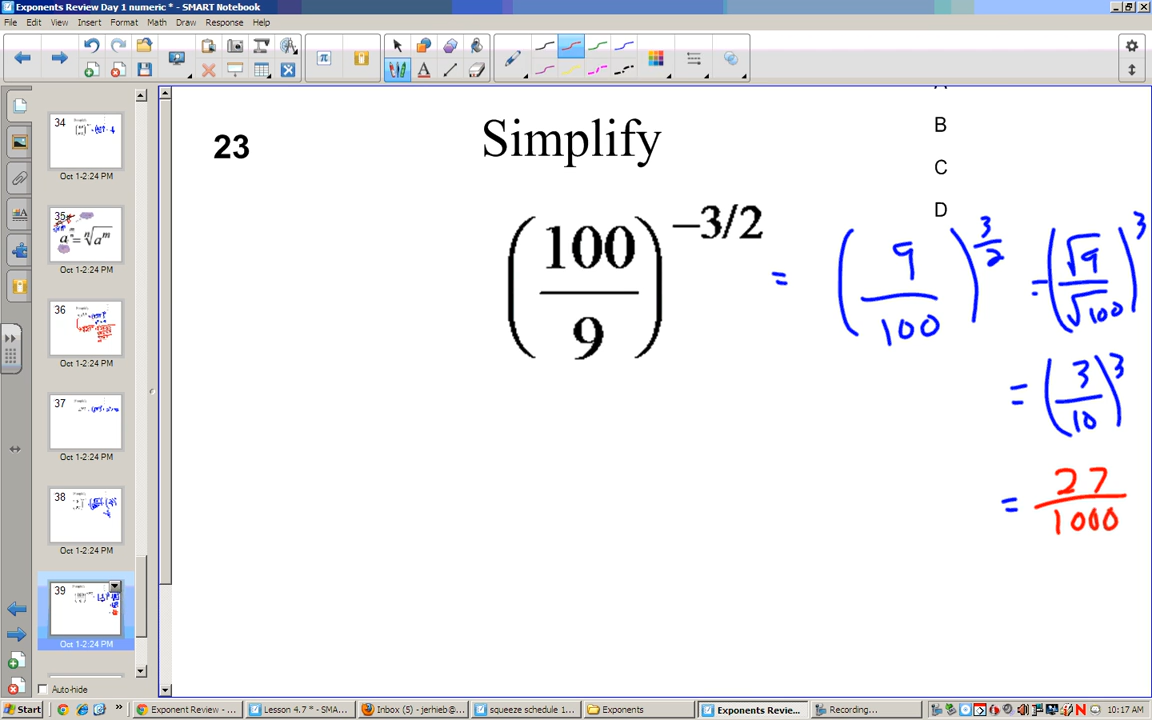 Exponents Review Day 1 numeric * - SMART Notebook
File Edit View Insert Format Math Draw Response Help
34
Oct 1-2:24 PM
35
a^(m/n) = ⁿ√a^m
Oct 1-2:24 PM
36
Oct 1-2:24 PM
37
Oct 1-2:24 PM
38
Oct 1-2:24 PM
39
Oct 1-2:24 PM
Auto-hide
23
Simplify
B
C
D
(100/9)^(−3/2) = (9/100)^(3/2) = (√9/√100)^3
= (3/10)^3
= 27/1000
Start
»
Exponent Review - ...
Lesson 4.7 * - SMA...
Inbox (5) - jerhieb@...
squeeze schedule 1...
Exponents
Exponents Revie...
Recording...
10:17 AM